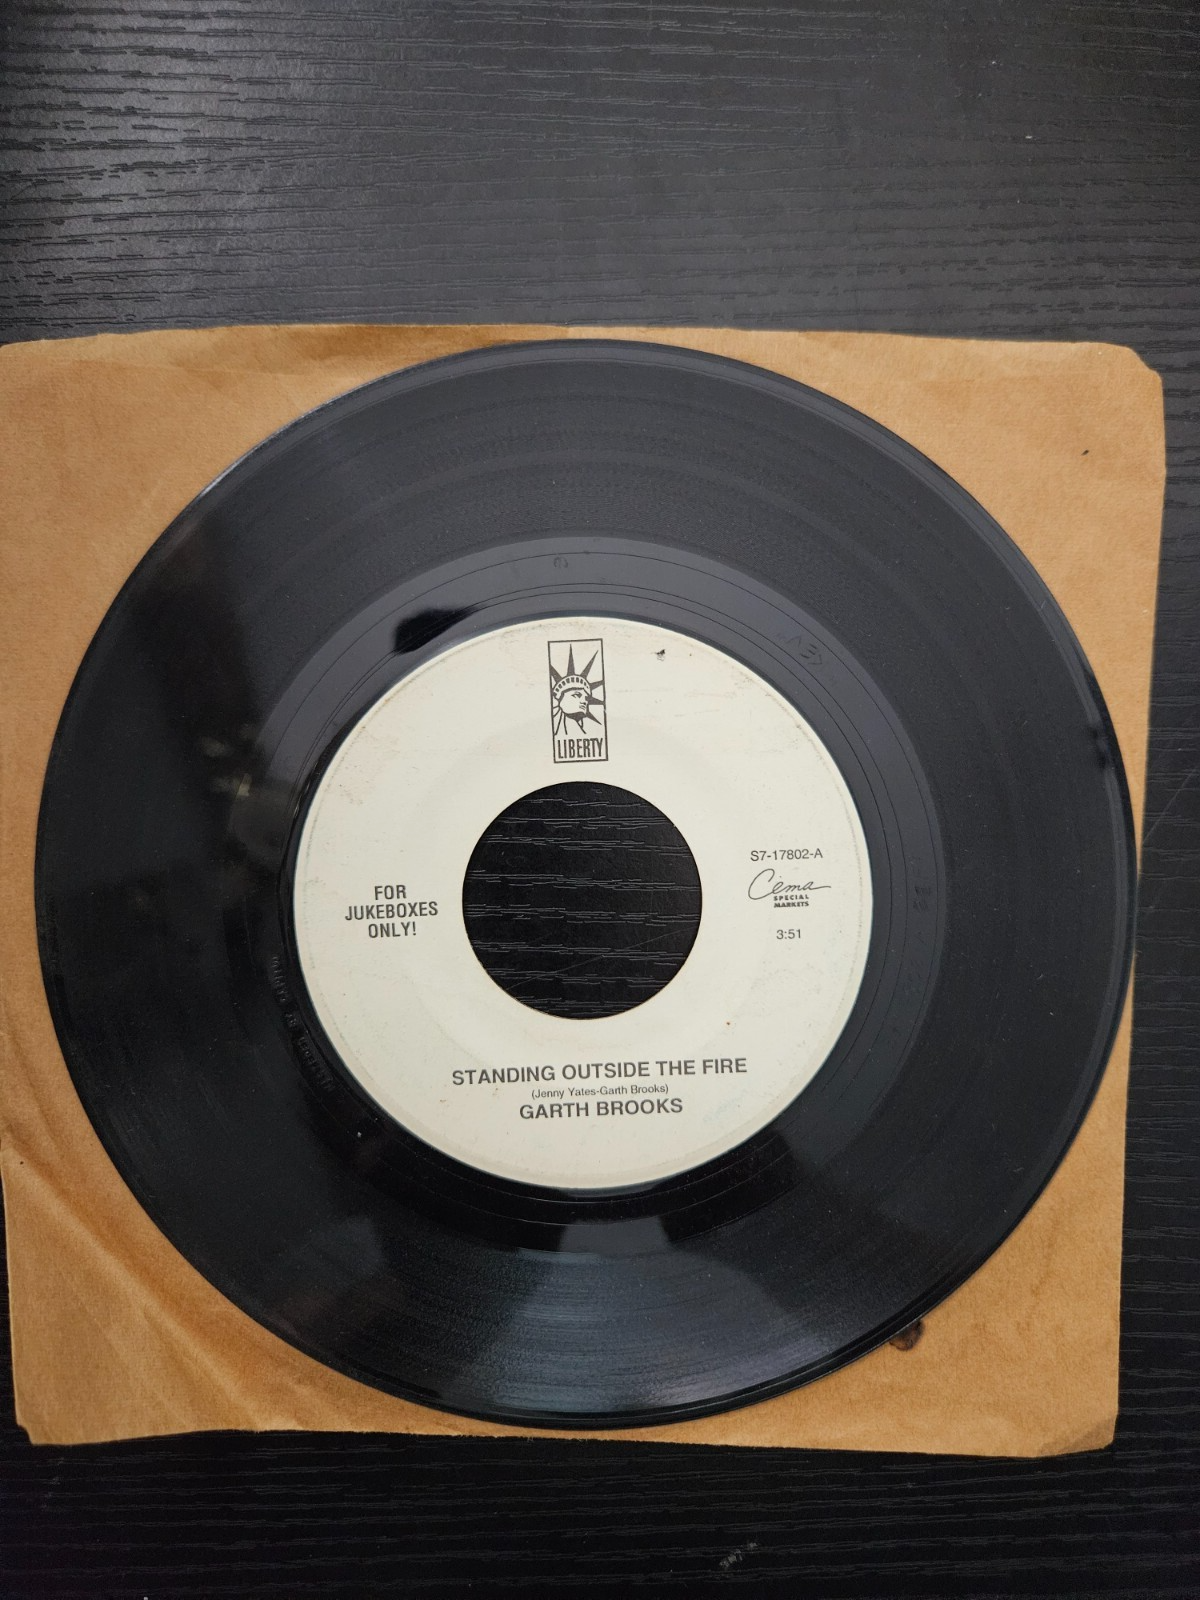 LIBERTY
S7-17802-A
Cema
SPECIAL
MARKETS
3:51
FOR
JUKEBOXES
ONLY!
STANDING OUTSIDE THE FIRE
(Jenny Yates-Garth Brooks)
GARTH BROOKS